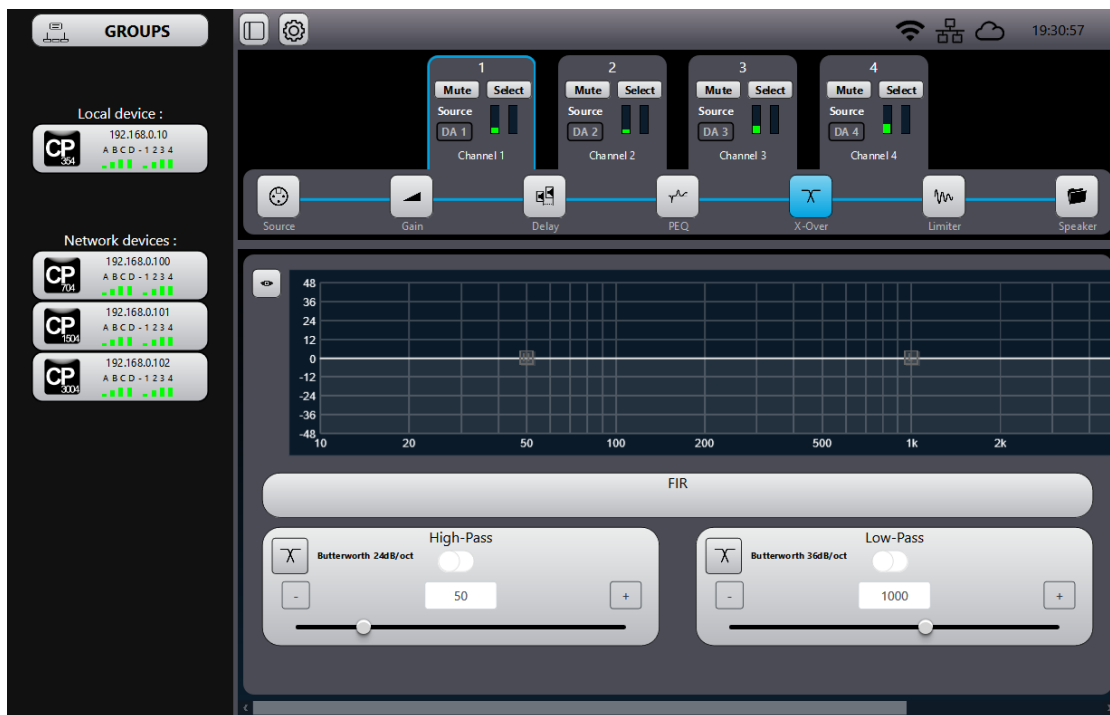 GROUPS
19:30:57
Local device :
CP
354
192.168.0.10
A B C D - 1 2 3 4
Network devices :
CP
704
192.168.0.100
A B C D - 1 2 3 4
CP
1504
192.168.0.101
A B C D - 1 2 3 4
CP
3004
192.168.0.102
A B C D - 1 2 3 4
1
Mute Select
Source
DA 1
Channel 1
2
Mute Select
Source
DA 2
Channel 2
3
Mute Select
Source
DA 3
Channel 3
4
Mute Select
Source
DA 4
Channel 4
Source Gain Delay PEQ X-Over Limiter Speaker
48
36
24
12
0
-12
-24
-36
-48
10 20 50 100 200 500 1k 2k
FIR
High-Pass
Butterworth 24dB/oct
- 50 +
Low-Pass
Butterworth 36dB/oct
- 1000 +